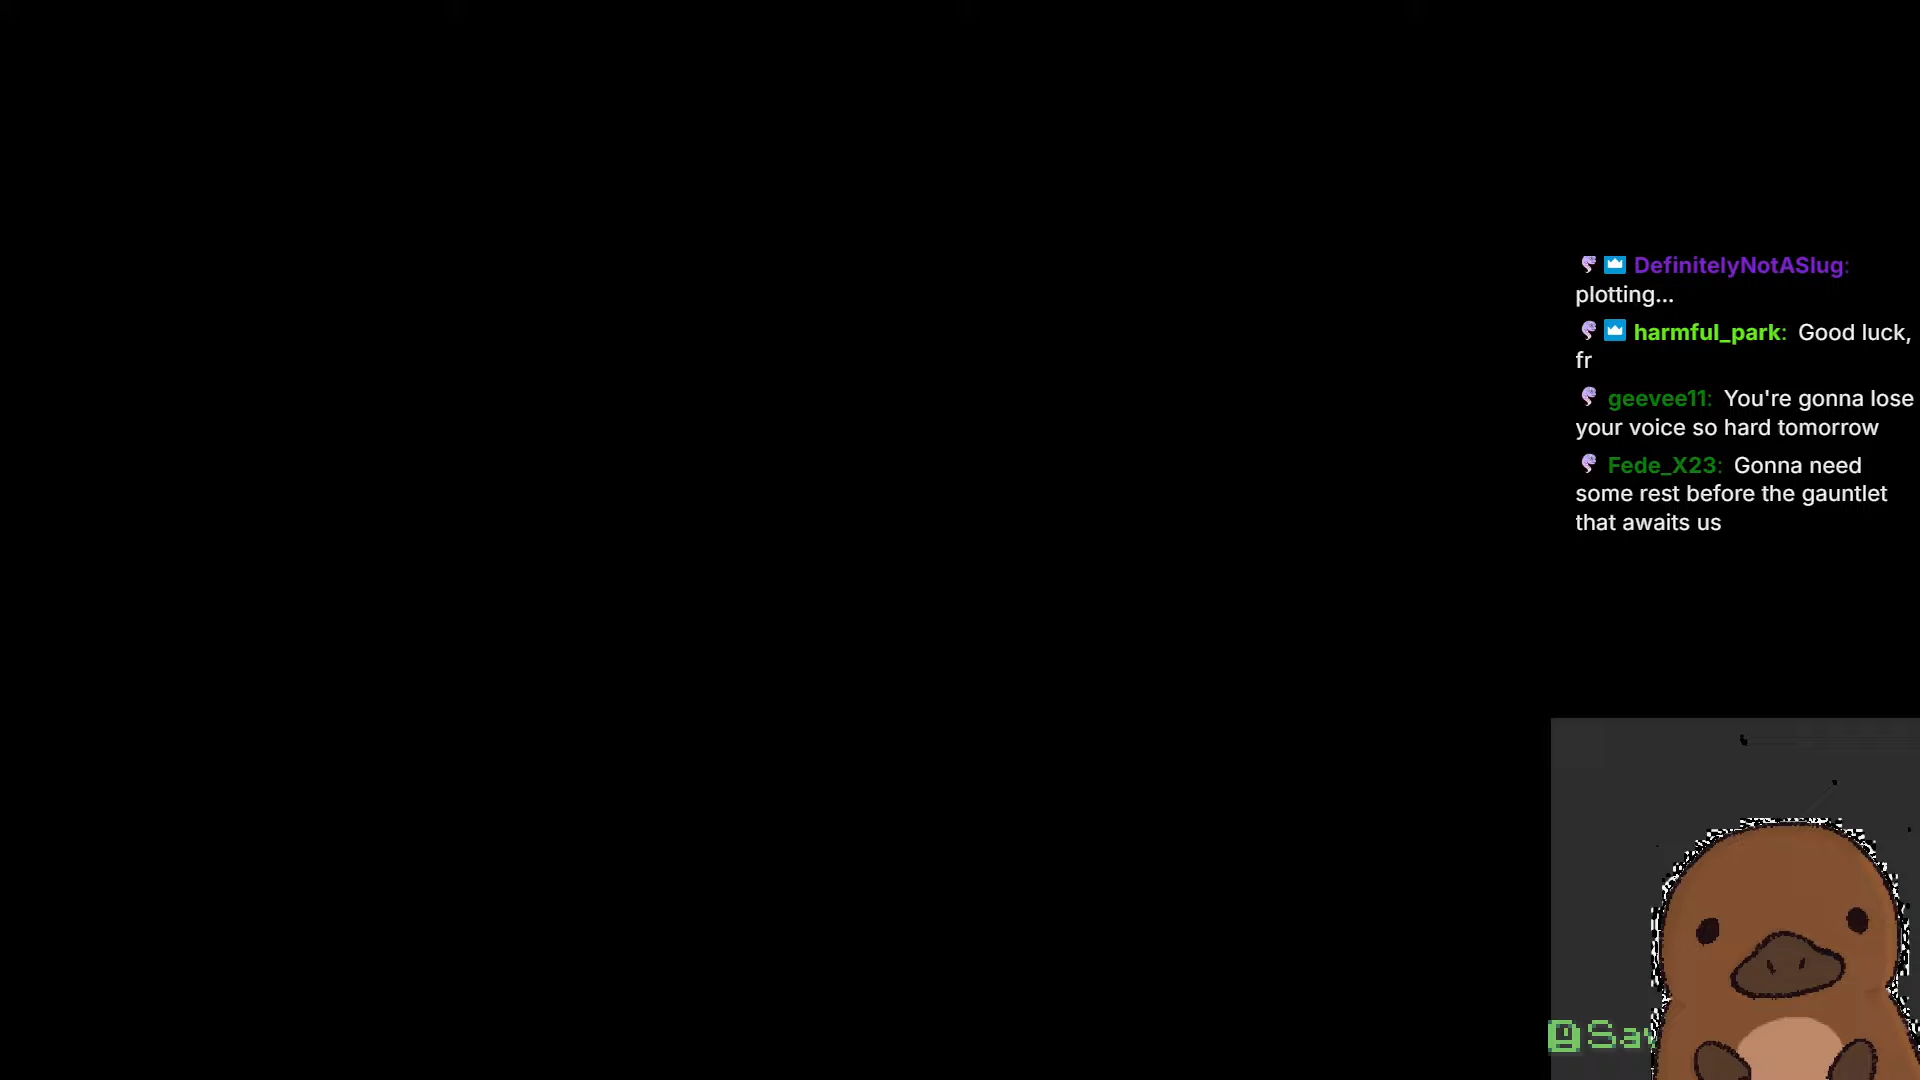 DefinitelyNotASlug:
plotting...
harmful_park: Good luck,
fr
geevee11: You're gonna lose
your voice so hard tomorrow
Fede_X23: Gonna need
some rest before the gauntlet
that awaits us